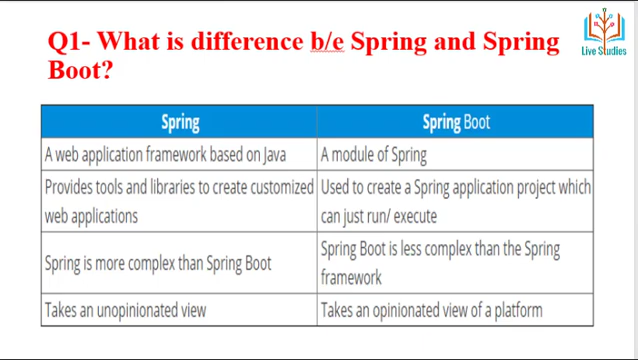 Q1- What is difference b/e Spring and Spring
Boot?
Live Studies
Spring
Spring Boot
A web application framework based on Java
A module of Spring
Provides tools and libraries to create customized
web applications
Used to create a Spring application project which
can just run/ execute
Spring is more complex than Spring Boot
Spring Boot is less complex than the Spring
framework
Takes an unopinionated view
Takes an opinionated view of a platform